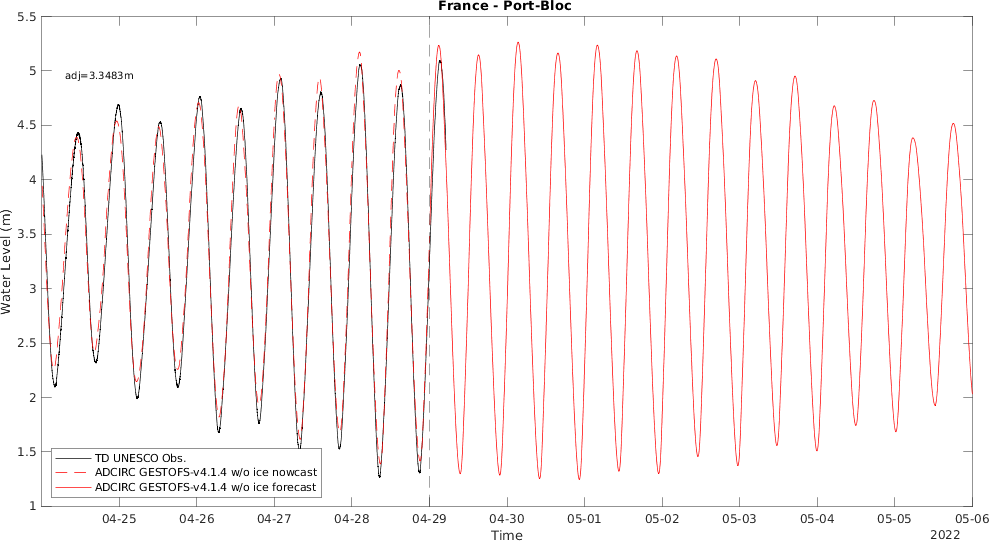 France - Port-Bloc
5.5
5
4.5
4
3.5
3
2.5
2
1.5
1
Water Level (m)
adj=3.3483m
TD UNESCO Obs.
ADCIRC GESTOFS-v4.1.4 w/o ice nowcast
ADCIRC GESTOFS-v4.1.4 w/o ice forecast
04-25 04-26 04-27 04-28 04-29 04-30 05-01 05-02 05-03 05-04 05-05 05-06
Time
2022